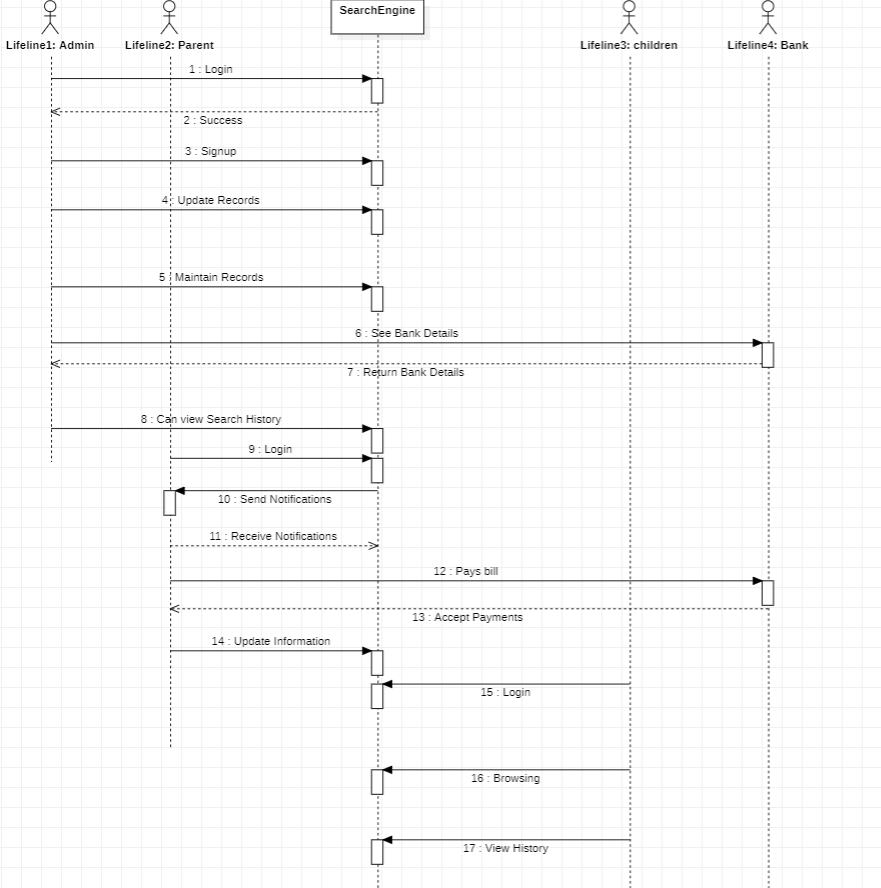 SearchEngine
Lifeline1: Admin
Lifeline2: Parent
Lifeline3: children
Lifeline4: Bank
1 : Login
2 : Success
3 : Signup
4 : Update Records
5 : Maintain Records
6 : See Bank Details
7 : Return Bank Details
8 : Can view Search History
9 : Login
10 : Send Notifications
11 : Receive Notifications
12 : Pays bill
13 : Accept Payments
14 : Update Information
15 : Login
16 : Browsing
17 : View History